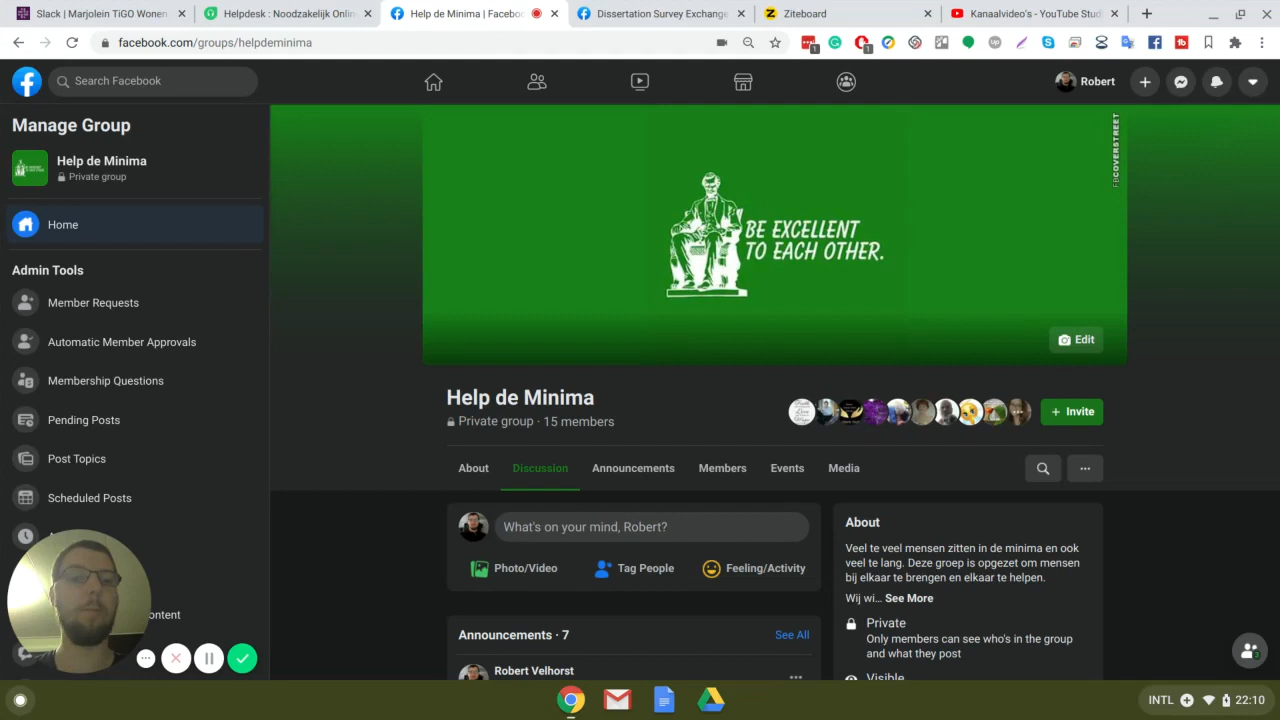 Slack | Marjolein TiGO Wonen
Helpdesk : Noodzakelijk Onlin
Help de Minima | Faceboo
Dissertation Survey Exchange
Ziteboard
Kanaalvideo's - YouTube Stud
facebook.com/groups/helpdeminima
Search Facebook
Robert
Manage Group
Help de Minima
Private group
Home
Admin Tools
Member Requests
Automatic Member Approvals
Membership Questions
Pending Posts
Post Topics
Scheduled Posts
ontent
FBCOVERSTREET
BE EXCELLENT
TO EACH OTHER.
Edit
Help de Minima
Private group · 15 members
+ Invite
About
Discussion
Announcements
Members
Events
Media
What's on your mind, Robert?
Photo/Video
Tag People
Feeling/Activity
Announcements · 7
See All
Robert Velhorst
About
Veel te veel mensen zitten in de minima en ook
veel te lang. Deze groep is opgezet om mensen
bij elkaar te brengen en elkaar te helpen.
Wij wi... See More
Private
Only members can see who's in the group
and what they post
Visible
INTL
22:10